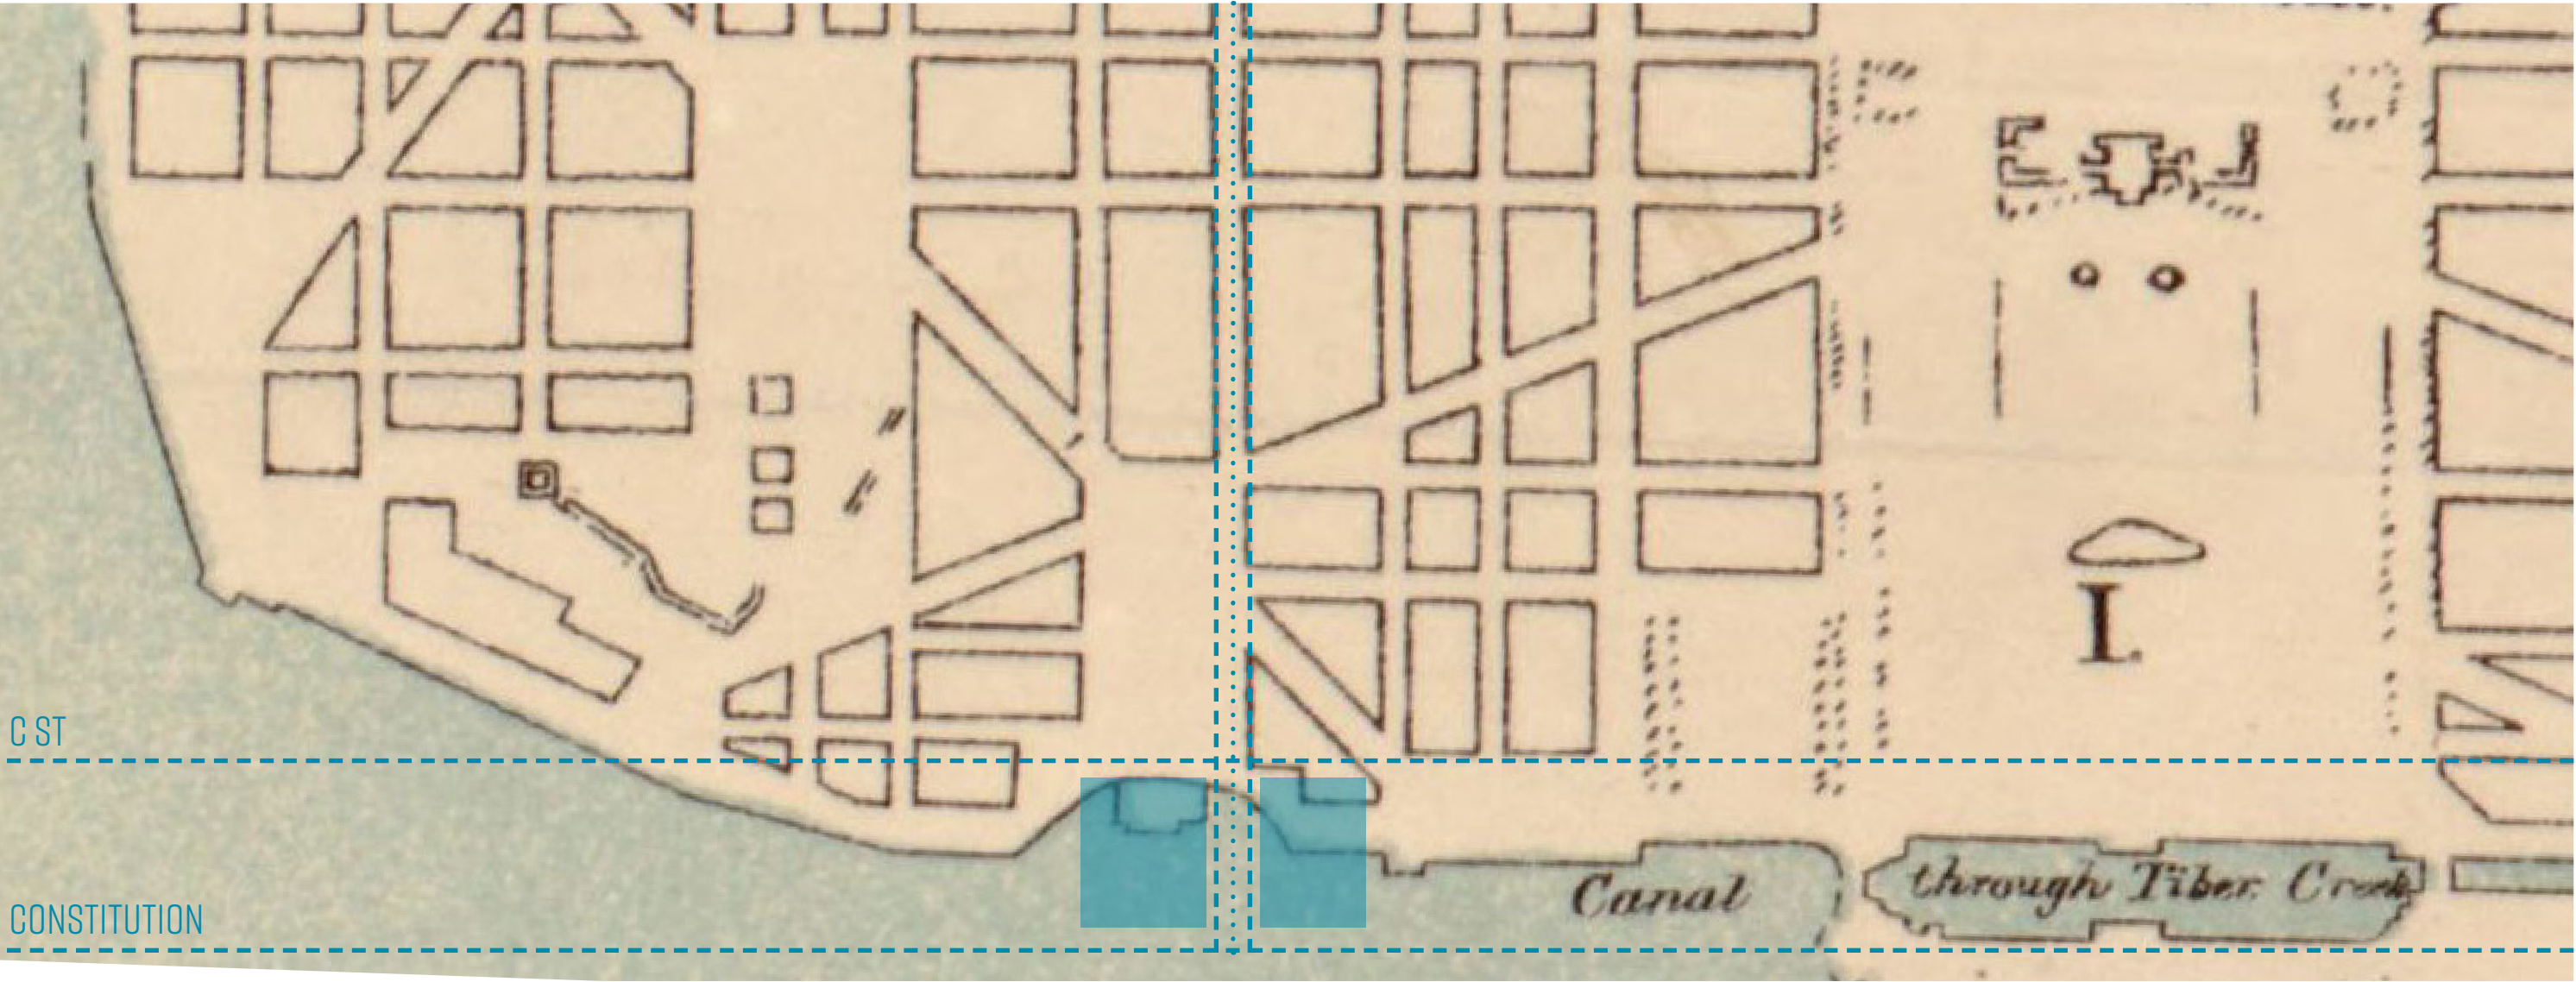 C ST
I.
Canal
through Tiber Creek
CONSTITUTION